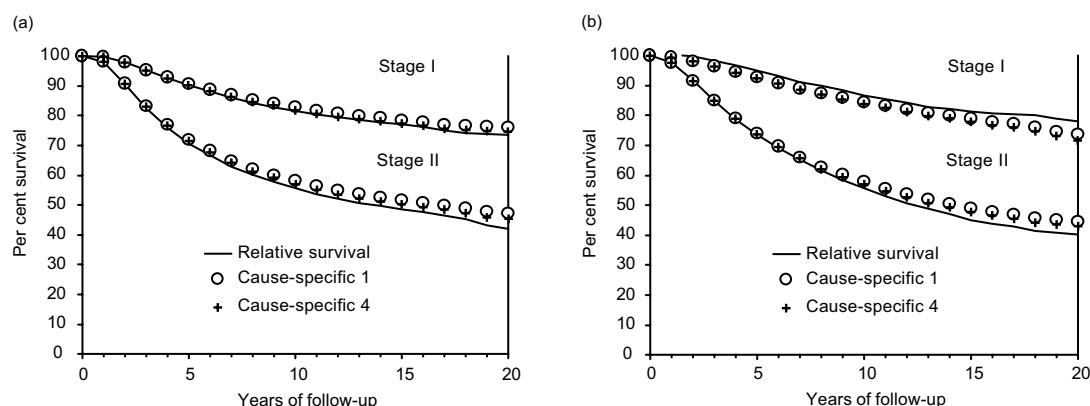 (a)
100
90
80
70
60
50
40
30
20
10
0
Per cent survival
Stage I
Stage II
Relative survival
Cause-specific 1
Cause-specific 4
0 5 10 15 20
Years of follow-up
(b)
100
90
80
70
60
50
40
30
20
10
0
Per cent survival
Stage I
Stage II
Relative survival
Cause-specific 1
Cause-specific 4
0 5 10 15 20
Years of follow-up